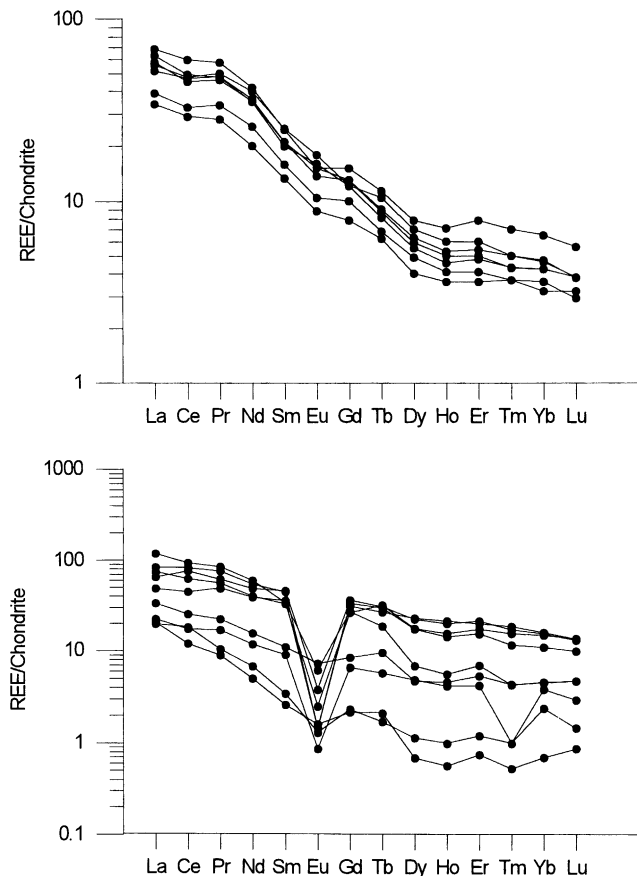 100
10
1
REE/Chondrite
La Ce Pr Nd Sm Eu Gd Tb Dy Ho Er Tm Yb Lu
1000
100
10
1
0.1
REE/Chondrite
La Ce Pr Nd Sm Eu Gd Tb Dy Ho Er Tm Yb Lu